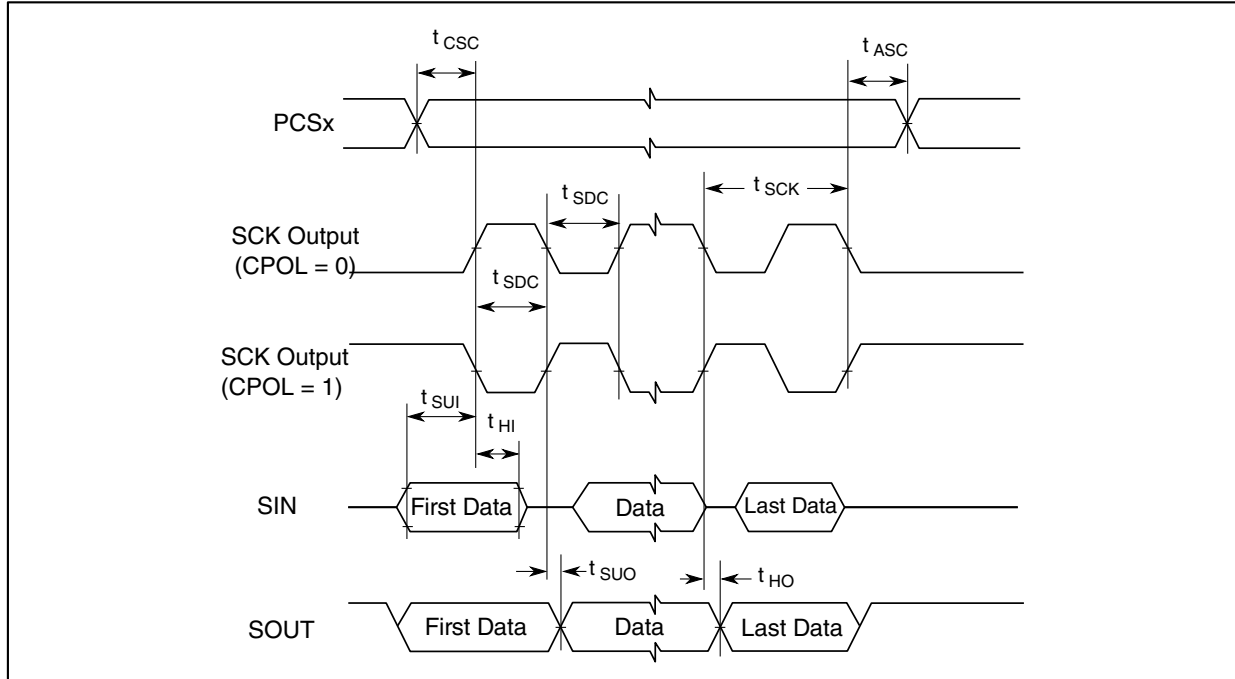 t CSC
t ASC
PCSx
t SDC
t SCK
SCK Output
(CPOL = 0)
t SDC
SCK Output
(CPOL = 1)
t SUI
t HI
SIN
First Data
Data
Last Data
t SUO
t HO
SOUT
First Data
Data
Last Data